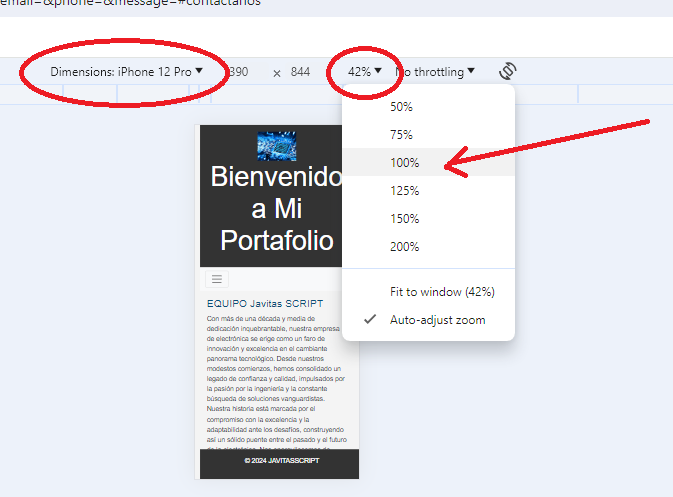 email=&phone=&message=#contactanos
Dimensions: iPhone 12 Pro 390 × 844 42% No throttling
50%
75%
100%
125%
150%
200%
Fit to window (42%)
Auto-adjust zoom
Bienvenido
a Mi
Portafolio
EQUIPO Javitas SCRIPT
Con más de una década y media de
dedicación inquebrantable, nuestra empresa
de electrónica se erige como un faro de
innovación y excelencia en el cambiante
panorama tecnológico. Desde nuestros
modestos comienzos, hemos consolidado un
legado de confianza y calidad, impulsados por
la pasión por la ingeniería y la constante
búsqueda de soluciones vanguardistas.
Nuestra historia está marcada por el
compromiso con la excelencia y la
adaptabilidad ante los desafíos, construyendo
así un sólido puente entre el pasado y el futuro
© 2024 JAVITASSCRIPT